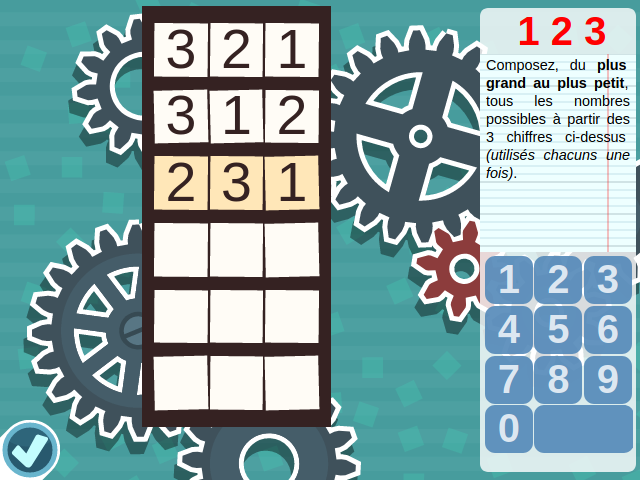 3 2 1
3 1 2
2 3 1
1 2 3
Composez, du plus
grand au plus petit,
tous les nombres
possibles à partir des
3 chiffres ci-dessus
(utilisés chacuns une
fois).
1 2 3
4 5 6
7 8 9
0